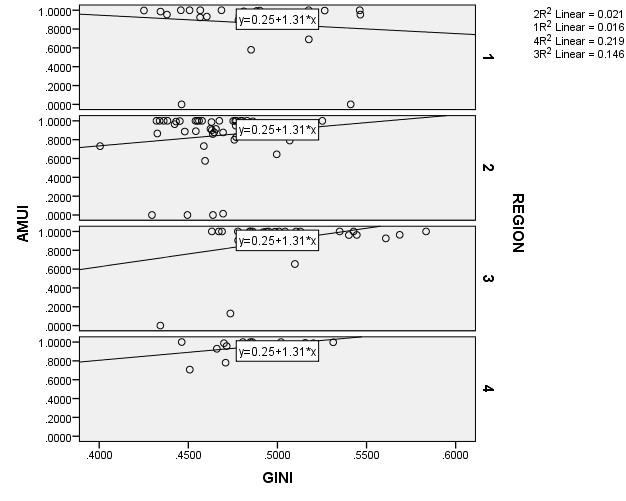 2R² Linear = 0.021
1R² Linear = 0.016
4R² Linear = 0.219
3R² Linear = 0.146
AMUI
1.0000
.8000
.6000
.4000
.2000
.0000
y=0.25+1.31*x
1
1.0000
.8000
.6000
.4000
.2000
.0000
y=0.25+1.31*x
2
1.0000
.8000
.6000
.4000
.2000
.0000
y=0.25+1.31*x
3
1.0000
.8000
.6000
.4000
.2000
.0000
y=0.25+1.31*x
4
REGION
.4000 .4500 .5000 .5500 .6000
GINI